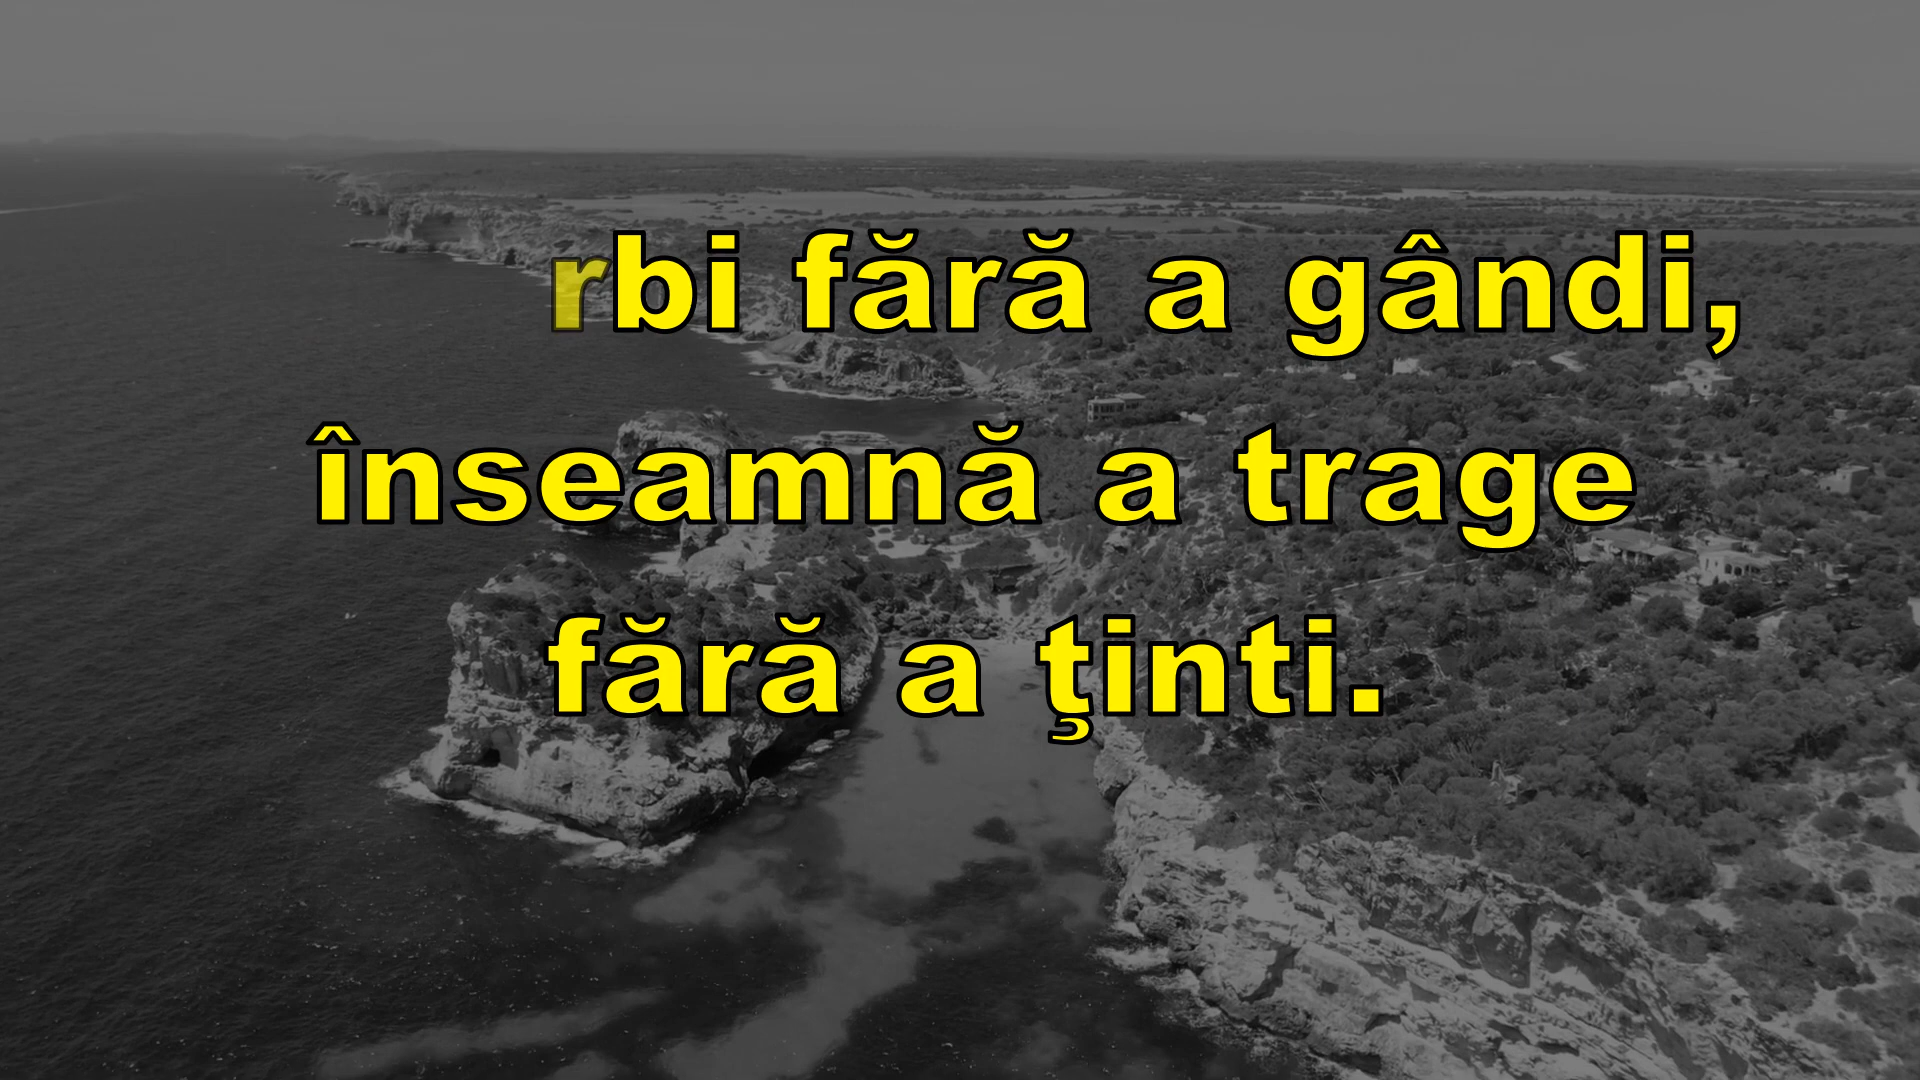 rbi fără a gândi,
înseamnă a trage
fără a ţinti.